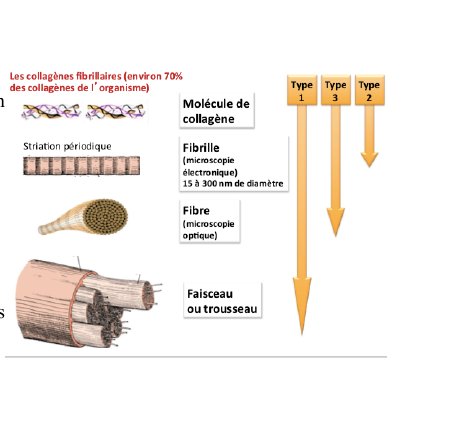 Les collagènes fibrillaires (environ 70%
des collagènes de l'organisme)
n
Type
1
Type
3
Type
2
Molécule de
collagène
Striation périodique
Fibrille
(microscopie
électronique)
15 à 300 nm de diamètre
Fibre
(microscopie
optique)
Faisceau
ou trousseau
s